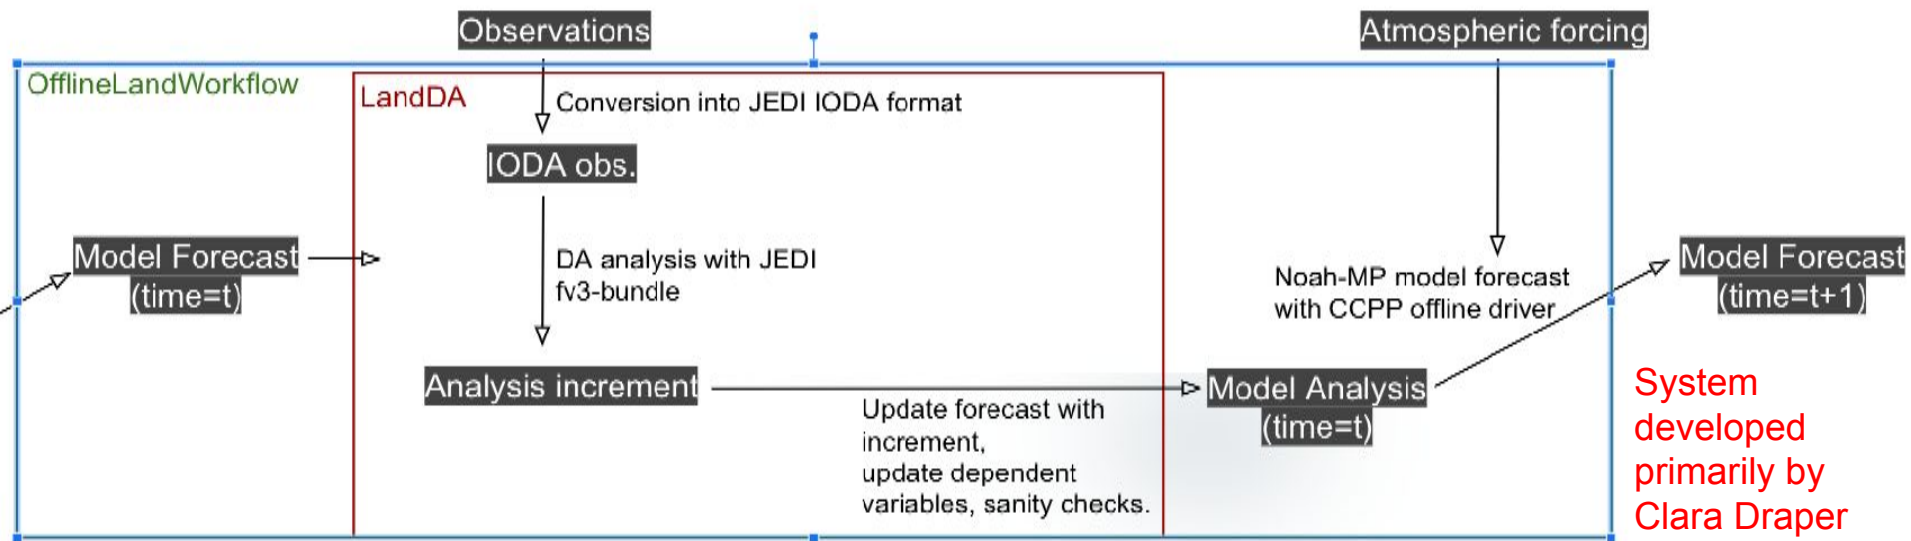 Observations
Atmospheric forcing
OfflineLandWorkflow
LandDA
Conversion into JEDI IODA format
IODA obs.
Model Forecast
(time=t)
DA analysis with JEDI
fv3-bundle
Analysis increment
Update forecast with
increment,
update dependent
variables, sanity checks.
Noah-MP model forecast
with CCPP offline driver
Model Analysis
(time=t)
Model Forecast
(time=t+1)
System
developed
primarily by
Clara Draper